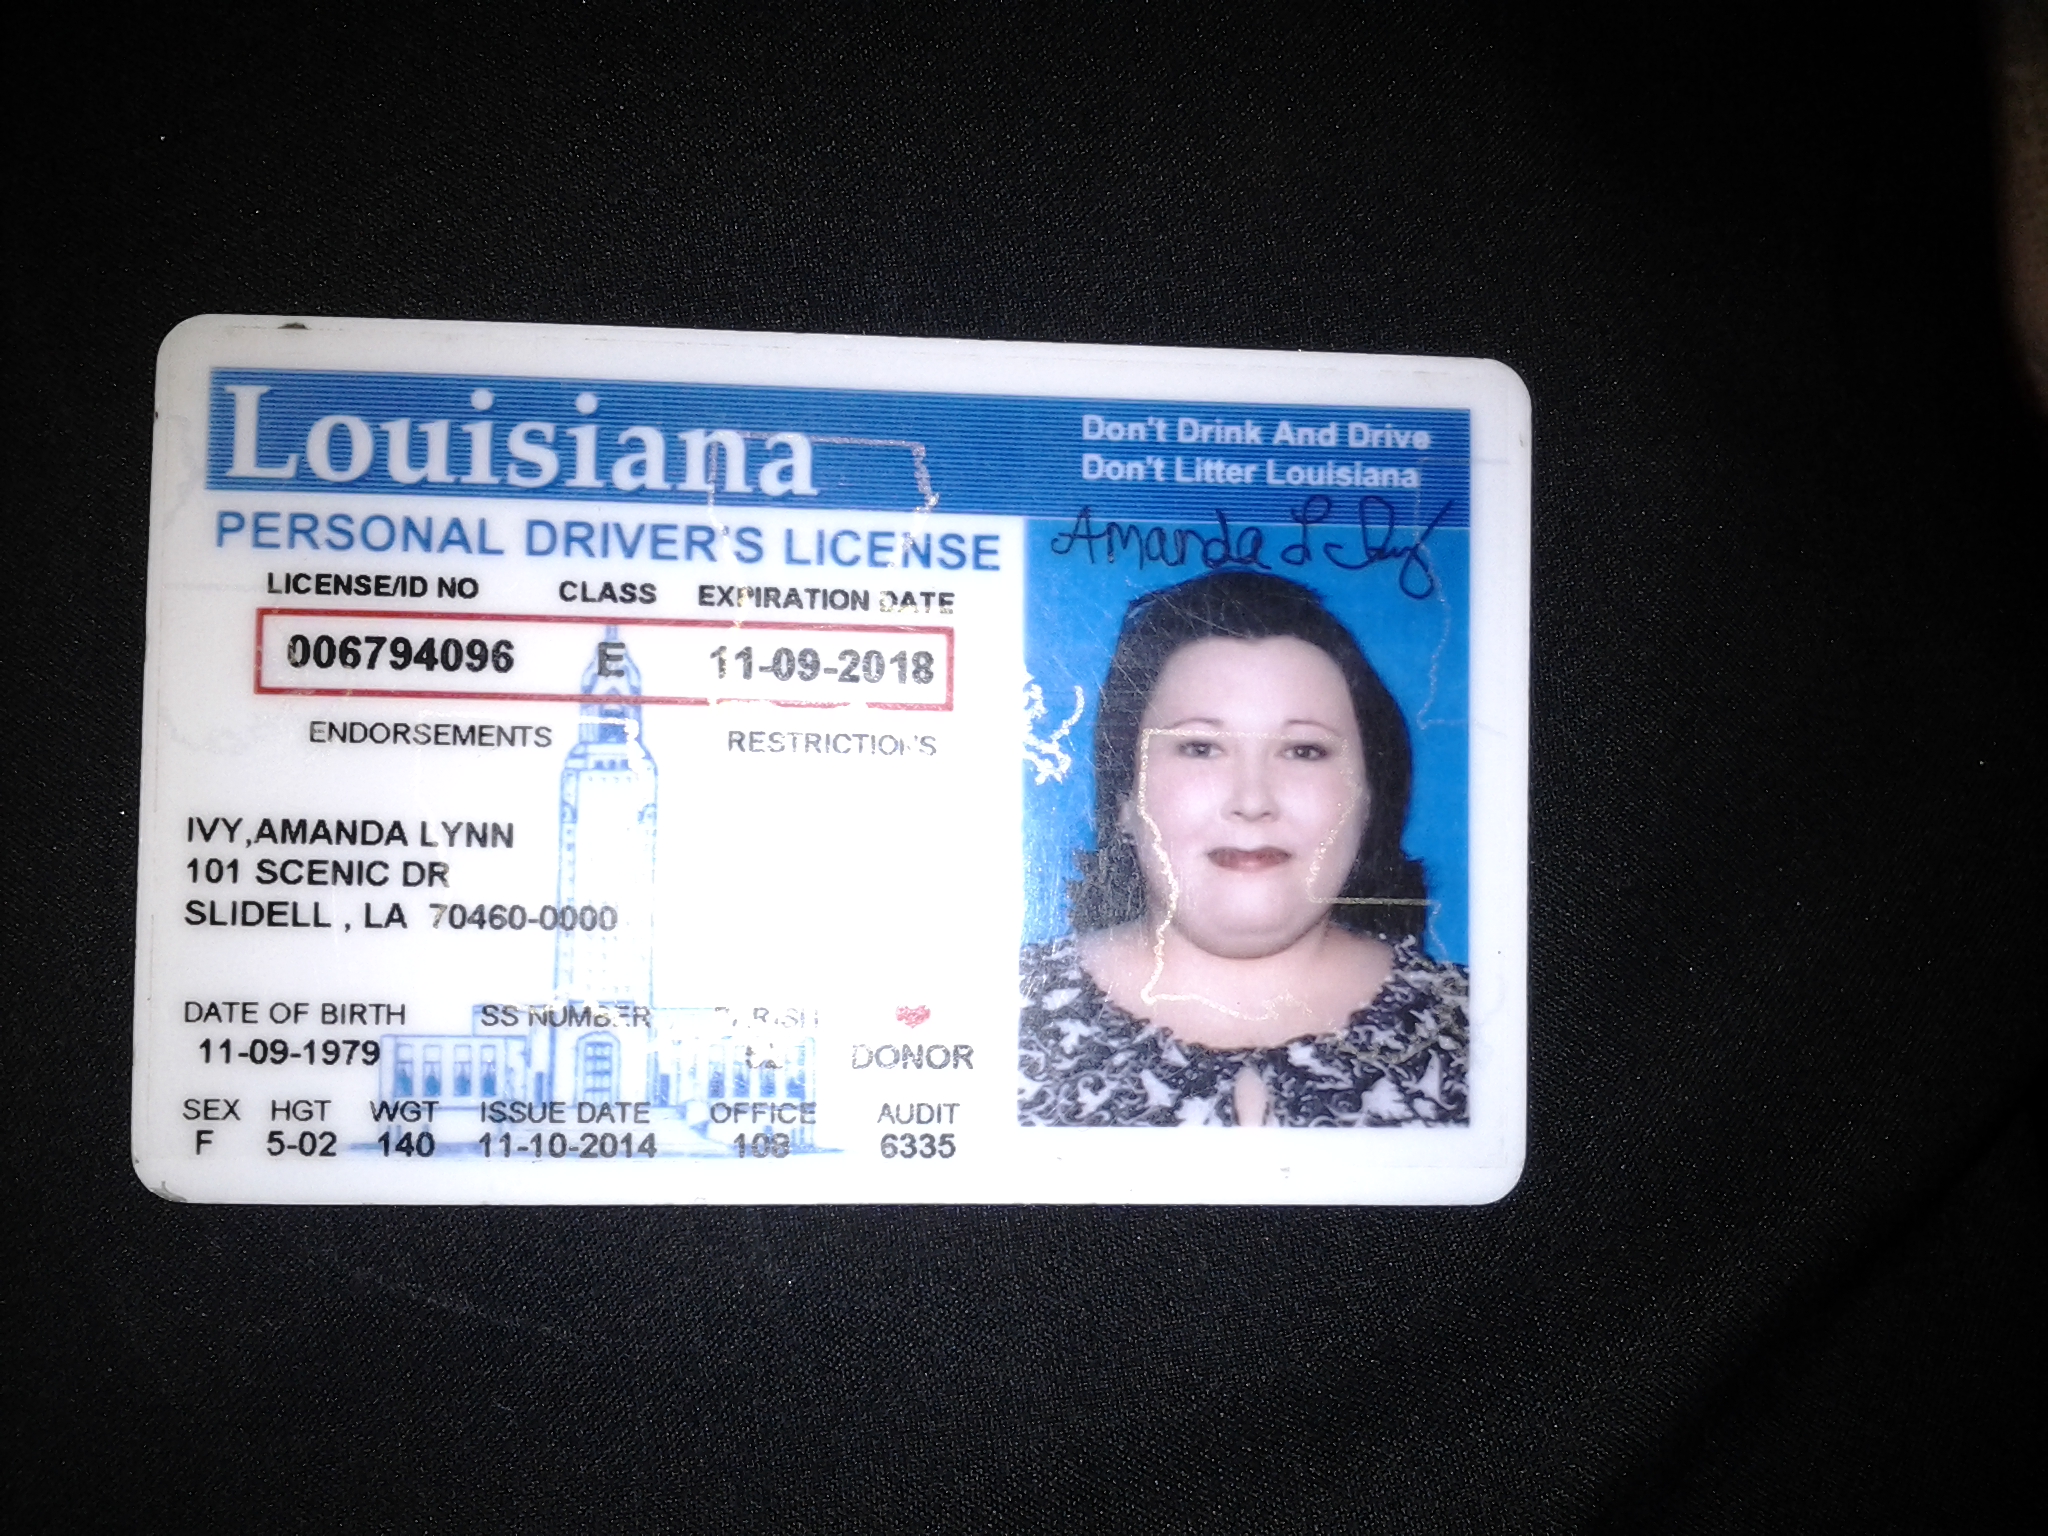 Louisiana
Don't Drink And Drive
Don't Litter Louisiana
PERSONAL DRIVER'S LICENSE
Amanda L Ivy
LICENSE/ID NO CLASS EXPIRATION DATE
006794096 E 11-09-2018
ENDORSEMENTS RESTRICTIONS
IVY,AMANDA LYNN
101 SCENIC DR
SLIDELL , LA 70460-0000
DATE OF BIRTH SS NUMBER PARISH
11-09-1979 DONOR
SEX HGT WGT ISSUE DATE OFFICE AUDIT
F 5-02 140 11-10-2014 108 6335